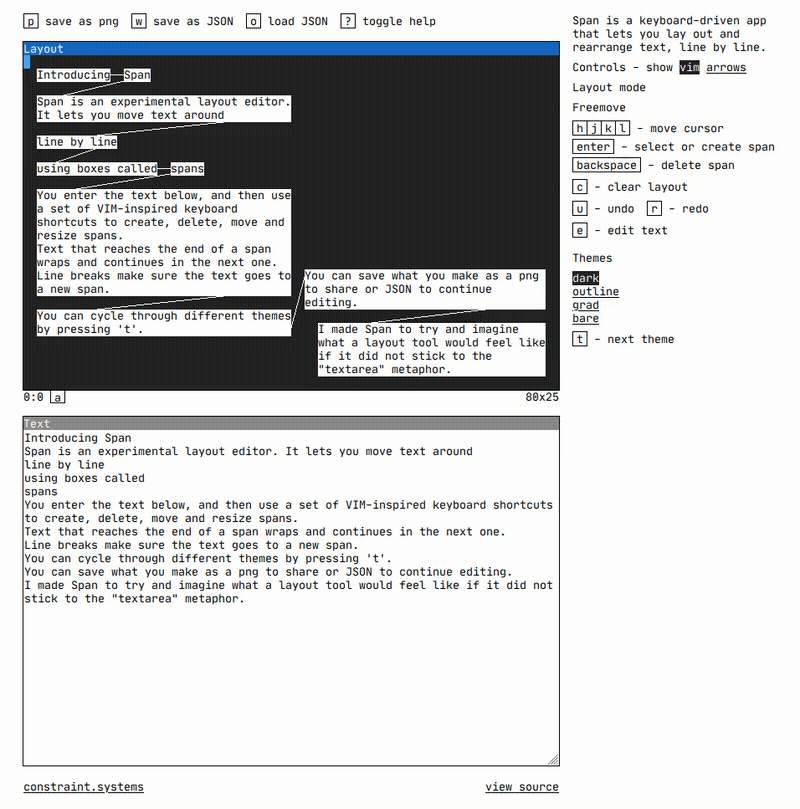 p save as png w save as JSON o load JSON ? toggle help
Layout
Introducing Span
Span is an experimental layout editor.
It lets you move text around
line by line
using boxes called spans
You enter the text below, and then use
a set of VIM-inspired keyboard
shortcuts to create, delete, move and
resize spans.
Text that reaches the end of a span
wraps and continues in the next one.
Line breaks make sure the text goes to
a new span.
You can cycle through different themes
by pressing 't'.
You can save what you make as a png
to share or JSON to continue
editing.
I made Span to try and imagine
what a layout tool would feel like
if it did not stick to the
"textarea" metaphor.
0:0 a 80x25
Text
Introducing Span
Span is an experimental layout editor. It lets you move text around
line by line
using boxes called
spans
You enter the text below, and then use a set of VIM-inspired keyboard shortcuts
to create, delete, move and resize spans.
Text that reaches the end of a span wraps and continues in the next one.
Line breaks make sure the text goes to a new span.
You can cycle through different themes by pressing 't'.
You can save what you make as a png to share or JSON to continue editing.
I made Span to try and imagine what a layout tool would feel like if it did not
stick to the "textarea" metaphor.
constraint.systems view source
Span is a keyboard-driven app
that lets you lay out and
rearrange text, line by line.
Controls - show vim arrows
Layout mode
Freemove
h j k l - move cursor
enter - select or create span
backspace - delete span
c - clear layout
u - undo r - redo
e - edit text
Themes
dark
outline
grad
bare
t - next theme